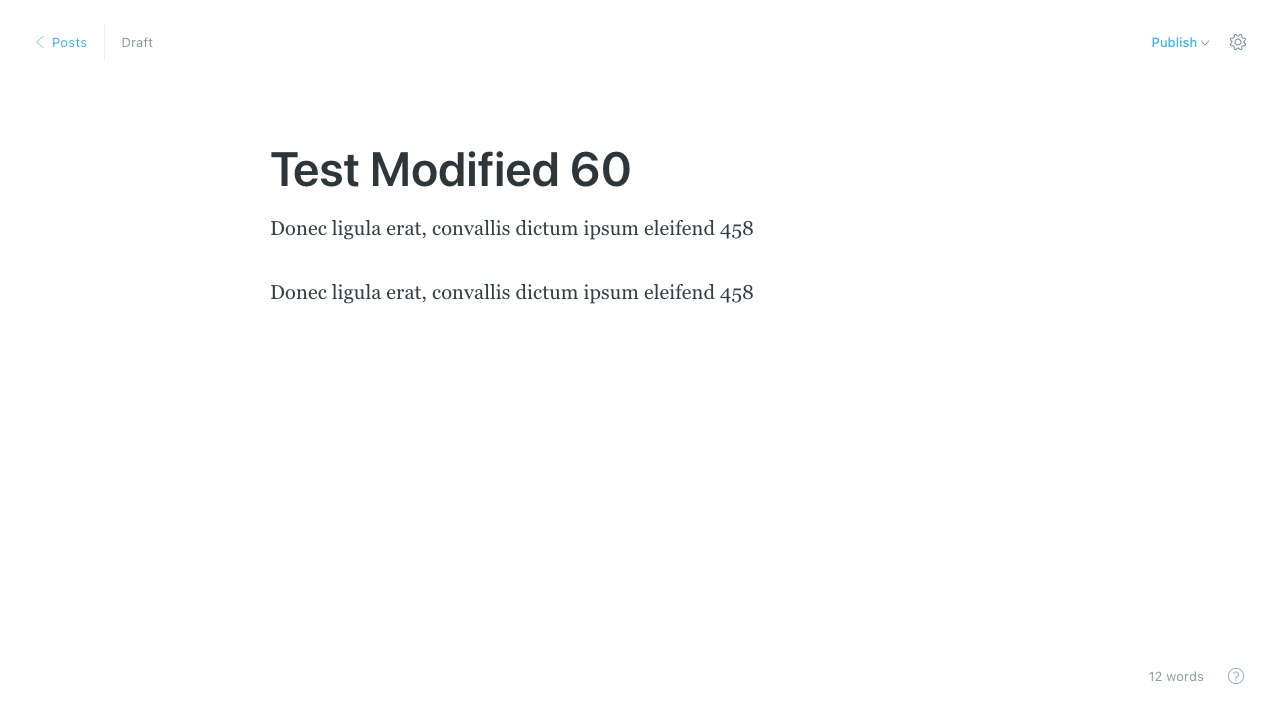 Posts
Draft
Publish
Test Modified 60
Donec ligula erat, convallis dictum ipsum eleifend 458
Donec ligula erat, convallis dictum ipsum eleifend 458
12 words
?